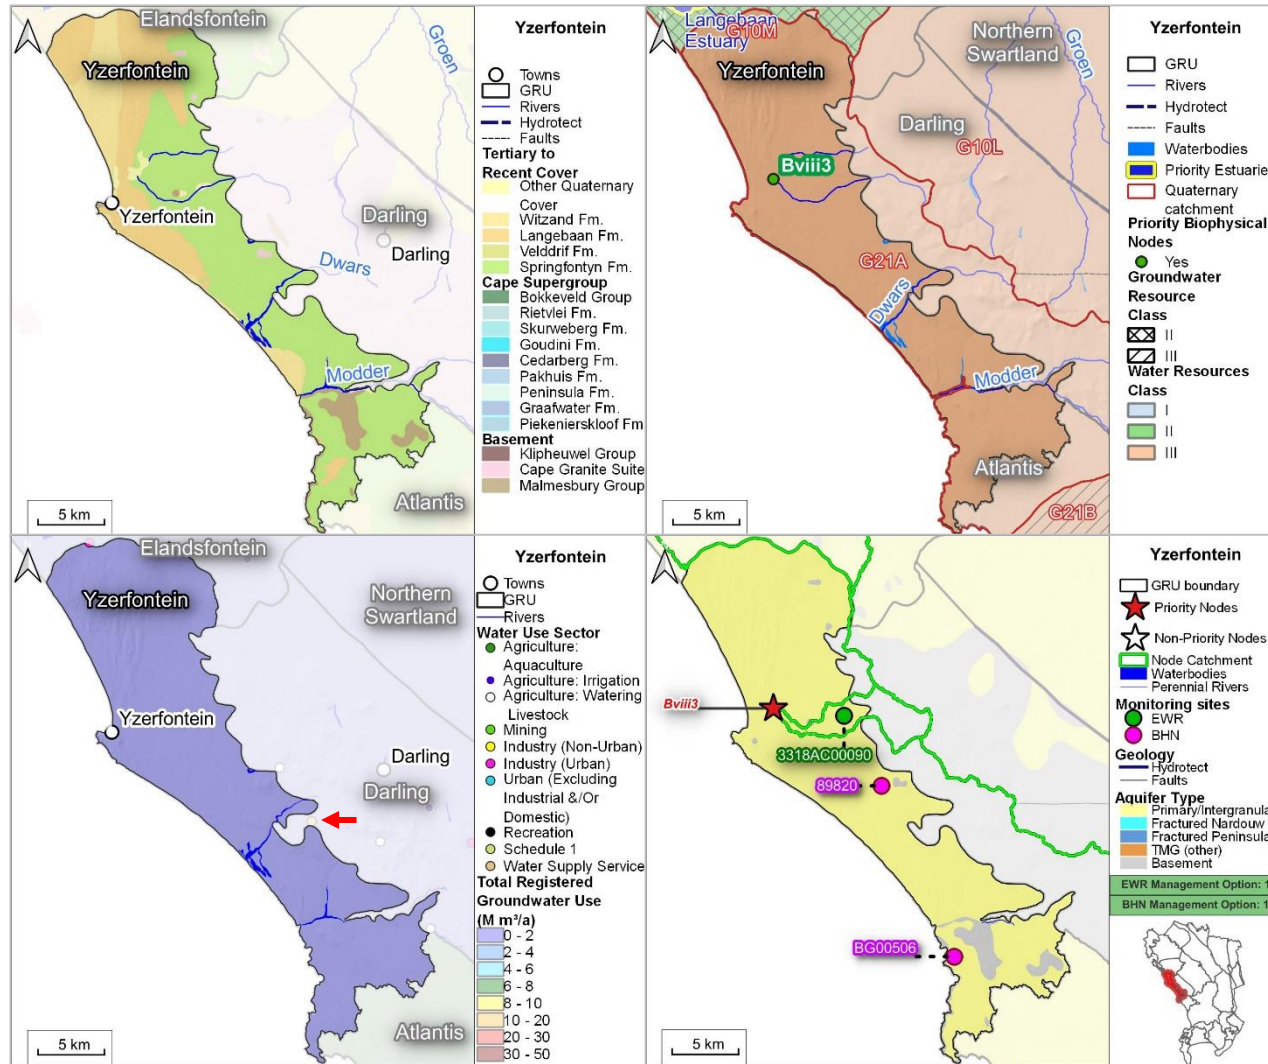 Elandsfontein
Yzerfontein
Groen
Yzerfontein
Darling
Darling
Dwars
Modder
Atlantis
5 km
Yzerfontein
Towns
GRU
Rivers
Hydrotect
Faults
Tertiary to
Recent Cover
Other Quaternary
Cover
Witzand Fm.
Langebaan Fm.
Velddrif Fm.
Springfontyn Fm.
Cape Supergroup
Bokkeveld Group
Rietvlei Fm.
Skurweberg Fm.
Goudini Fm.
Cedarberg Fm.
Pakhuis Fm.
Peninsula Fm.
Graafwater Fm.
Piekenierskloof Fm
Basement
Klipheuwel Group
Cape Granite Suite
Malmesbury Group
Langebaan
Estuary
G10M
Yzerfontein
Northern
Swartland
Groen
Darling
G10L
Bviii3
G21A
Dwars
Modder
Atlantis
G21B
5 km
Yzerfontein
GRU
Rivers
Hydrotect
Faults
Waterbodies
Priority Estuarie
Quaternary
catchment
Priority Biophysical
Nodes
Yes
Groundwater
Resource
Class
II
III
Water Resources
Class
I
II
III
Elandsfontein
Yzerfontein
Northern
Swartland
Yzerfontein
Darling
Darling
Atlantis
5 km
Yzerfontein
Towns
GRU
Rivers
Water Use Sector
Agriculture:
Aquaculture
Agriculture: Irrigation
Agriculture: Watering
Livestock
Mining
Industry (Non-Urban)
Industry (Urban)
Urban (Excluding
Industrial &/Or
Domestic)
Recreation
Schedule 1
Water Supply Service
Total Registered
Groundwater Use
(M m³/a)
0 - 2
2 - 4
4 - 6
6 - 8
8 - 10
10 - 20
20 - 30
30 - 50
Bviii3
3318AC00090
89820
BG00506
5 km
Yzerfontein
GRU boundary
Priority Nodes
Non-Priority Nodes
Node Catchment
Waterbodies
Perennial Rivers
Monitoring sites
EWR
BHN
Geology
Hydrotect
Faults
Aquifer Type
Primary/Intergranula
Fractured Nardouw
Fractured Peninsula
TMG (other)
Basement
EWR Management Option: 1
BHN Management Option: 1